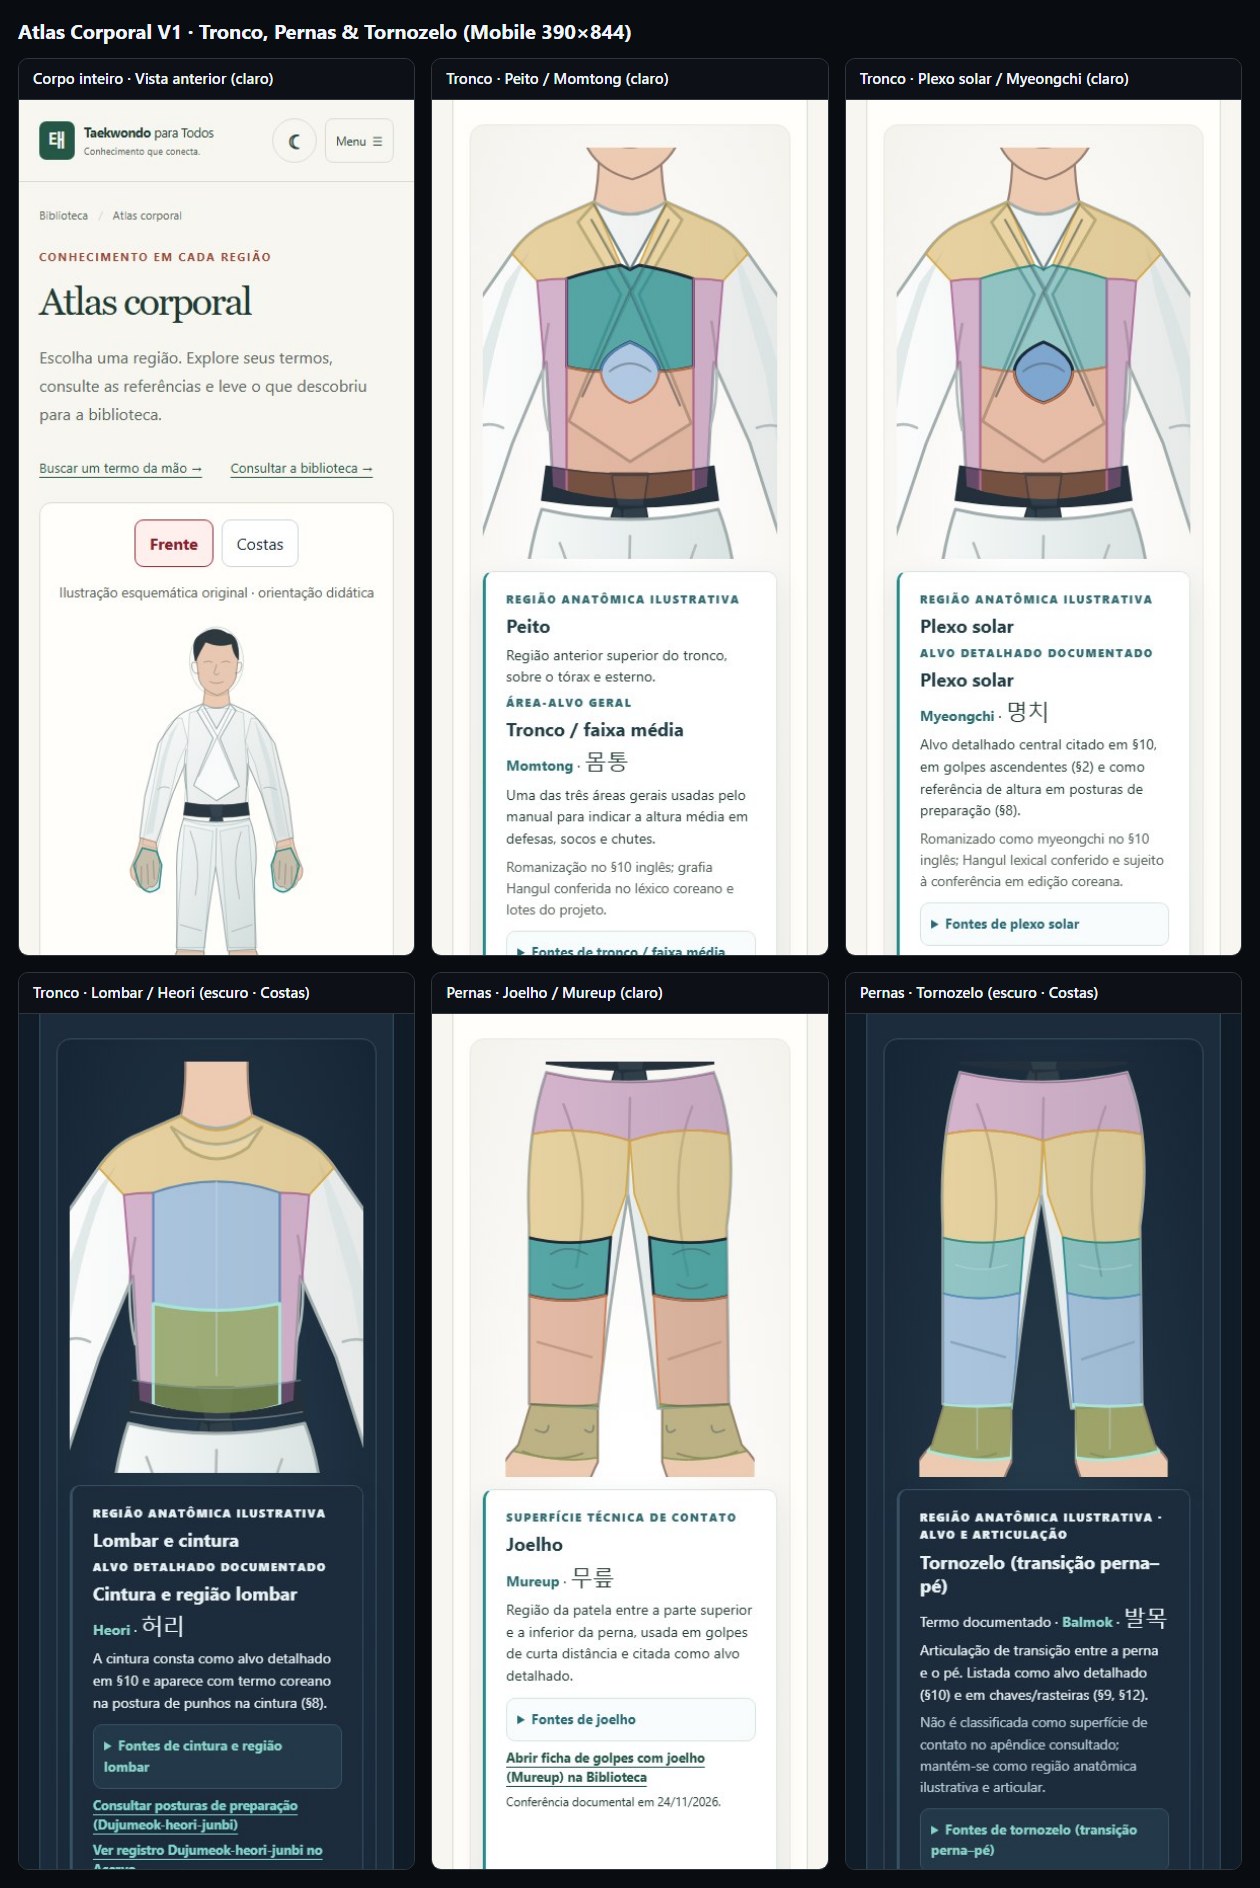 Atlas Corporal V1 · Tronco, Pernas & Tornozelo (Mobile 390×844)
Corpo inteiro · Vista anterior (claro)
태
Taekwondo para Todos
Conhecimento que conecta.
Menu ☰
Biblioteca / Atlas corporal
CONHECIMENTO EM CADA REGIÃO
Atlas corporal
Escolha uma região. Explore seus termos,
consulte as referências e leve o que descobriu
para a biblioteca.
Buscar um termo da mão →
Consultar a biblioteca →
Frente
Costas
Ilustração esquemática original · orientação didática
Tronco · Peito / Momtong (claro)
REGIÃO ANATÔMICA ILUSTRATIVA
Peito
Região anterior superior do tronco,
sobre o tórax e esterno.
ÁREA-ALVO GERAL
Tronco / faixa média
Momtong · 몸통
Uma das três áreas gerais usadas pelo
manual para indicar a altura média em
defesas, socos e chutes.
Romanização no §10 inglês; grafia
Hangul conferida no léxico coreano e
lotes do projeto.
▶ Fontes de tronco / faixa média
Tronco · Plexo solar / Myeongchi (claro)
REGIÃO ANATÔMICA ILUSTRATIVA
Plexo solar
ALVO DETALHADO DOCUMENTADO
Plexo solar
Myeongchi · 명치
Alvo detalhado central citado em §10,
em golpes ascendentes (§2) e como
referência de altura em posturas de
preparação (§8).
Romanizado como myeongchi no §10
inglês; Hangul lexical conferido e sujeito
à conferência em edição coreana.
▶ Fontes de plexo solar
Tronco · Lombar / Heori (escuro · Costas)
REGIÃO ANATÔMICA ILUSTRATIVA
Lombar e cintura
ALVO DETALHADO DOCUMENTADO
Cintura e região lombar
Heori · 허리
A cintura consta como alvo detalhado
em §10 e aparece com termo coreano
na postura de punhos na cintura (§8).
▶ Fontes de cintura e região
lombar
Consultar posturas de preparação
(Dujumeok-heori-junbi)
Ver registro Dujumeok-heori-junbi no
Acervo
Pernas · Joelho / Mureup (claro)
SUPERFÍCIE TÉCNICA DE CONTATO
Joelho
Mureup · 무릎
Região da patela entre a parte superior
e a inferior da perna, usada em golpes
de curta distância e citada como alvo
detalhado.
▶ Fontes de joelho
Abrir ficha de golpes com joelho
(Mureup) na Biblioteca
Conferência documental em 24/11/2026.
Pernas · Tornozelo (escuro · Costas)
REGIÃO ANATÔMICA ILUSTRATIVA ·
ALVO E ARTICULAÇÃO
Tornozelo (transição perna–
pé)
Termo documentado · Balmok · 발목
Articulação de transição entre a perna
e o pé. Listada como alvo detalhado
(§10) e em chaves/rasteiras (§9, §12).
Não é classificada como superfície de
contato no apêndice consultado;
mantém-se como região anatômica
ilustrativa e articular.
▶ Fontes de tornozelo (transição
perna–pé)